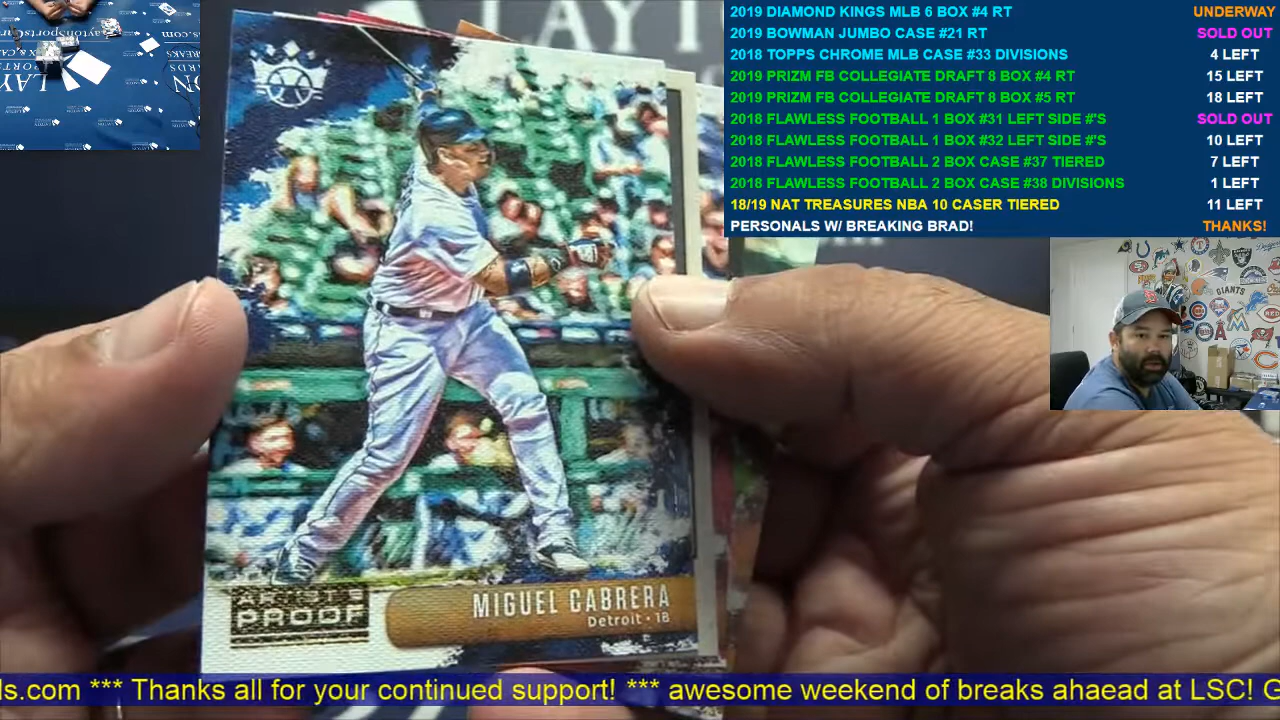 2019 DIAMOND KINGS MLB 6 BOX #4 RT UNDERWAY
2019 BOWMAN JUMBO CASE #21 RT SOLD OUT
2018 TOPPS CHROME MLB CASE #33 DIVISIONS 4 LEFT
2019 PRIZM FB COLLEGIATE DRAFT 8 BOX #4 RT 15 LEFT
2019 PRIZM FB COLLEGIATE DRAFT 8 BOX #5 RT 18 LEFT
2018 FLAWLESS FOOTBALL 1 BOX #31 LEFT SIDE #'S SOLD OUT
2018 FLAWLESS FOOTBALL 1 BOX #32 LEFT SIDE #'S 10 LEFT
2018 FLAWLESS FOOTBALL 2 BOX CASE #37 TIERED 7 LEFT
2018 FLAWLESS FOOTBALL 2 BOX CASE #38 DIVISIONS 1 LEFT
18/19 NAT TREASURES NBA 10 CASER TIERED 11 LEFT
PERSONALS W/ BREAKING BRAD! THANKS!
GIANTS
ARTIST'S
PROOF
MIGUEL CABRERA
Detroit • 18
ls.com *** Thanks all for your continued support! *** awesome weekend of breaks ahaead at LSC! G